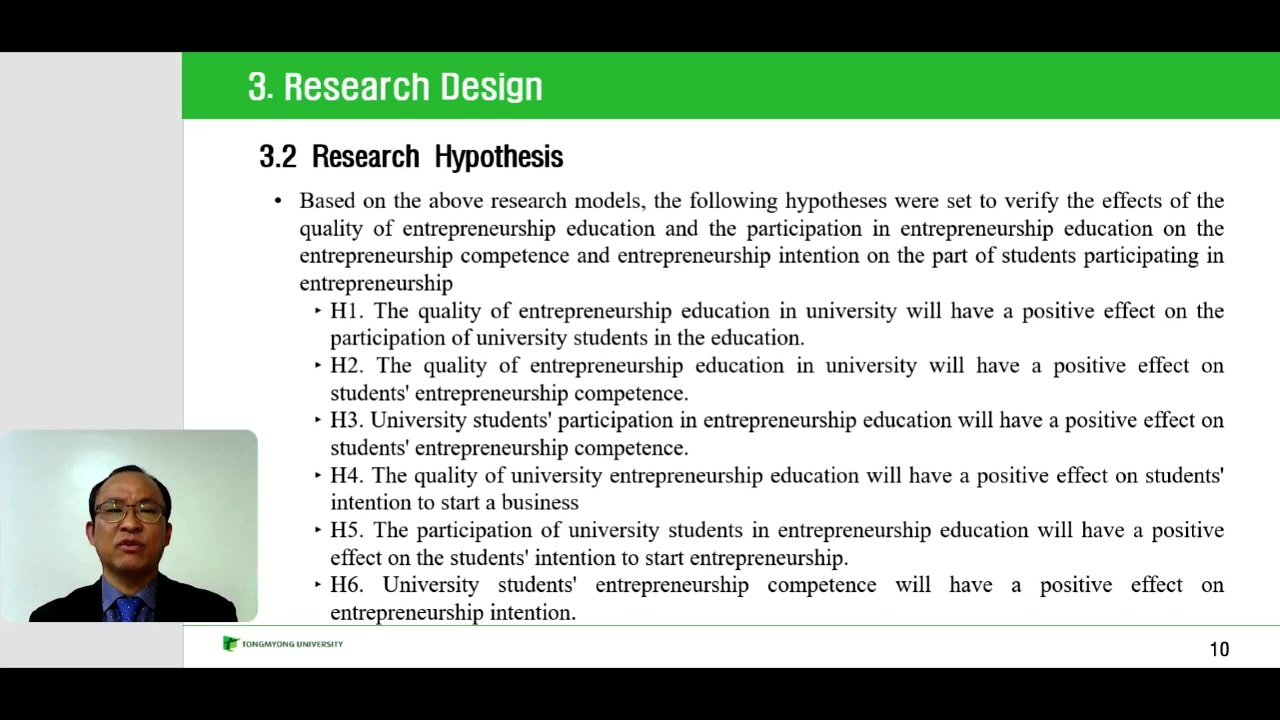 3. Research Design
3.2 Research Hypothesis
• Based on the above research models, the following hypotheses were set to verify the effects of the
quality of entrepreneurship education and the participation in entrepreneurship education on the
entrepreneurship competence and entrepreneurship intention on the part of students participating in
entrepreneurship
‣ H1. The quality of entrepreneurship education in university will have a positive effect on the
participation of university students in the education.
‣ H2. The quality of entrepreneurship education in university will have a positive effect on
students' entrepreneurship competence.
‣ H3. University students' participation in entrepreneurship education will have a positive effect on
students' entrepreneurship competence.
‣ H4. The quality of university entrepreneurship education will have a positive effect on students'
intention to start a business
‣ H5. The participation of university students in entrepreneurship education will have a positive
effect on the students' intention to start entrepreneurship.
‣ H6. University students' entrepreneurship competence will have a positive effect on
entrepreneurship intention.
TONGMYONG UNIVERSITY
10